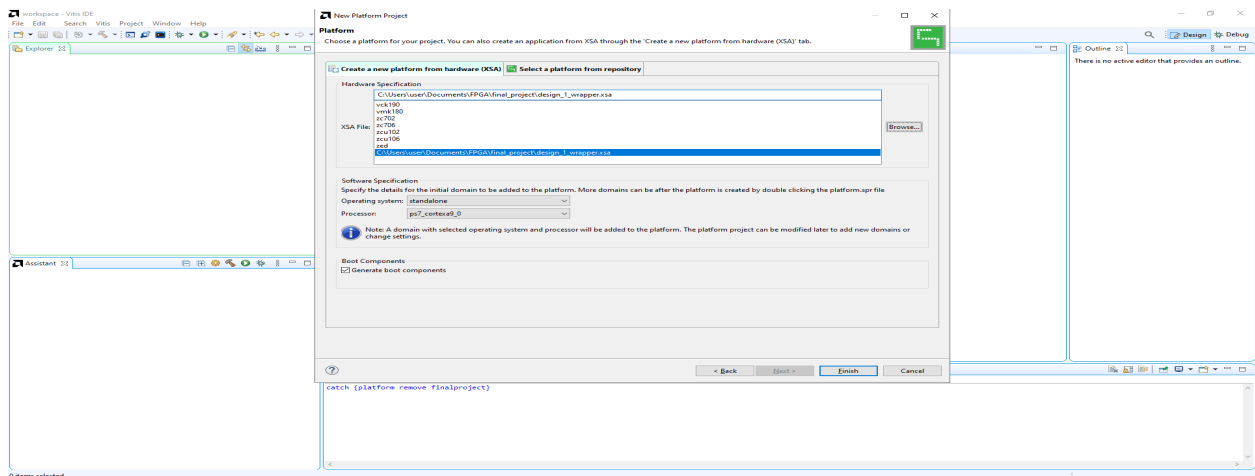 workspace - Vitis IDE
File Edit Search Vitis Project Window Help
Design Debug
Explorer
Outline
There is no active editor that provides an outline.
Assistant
New Platform Project
Platform
Choose a platform for your project. You can also create an application from XSA through the 'Create a new platform from hardware (XSA)' tab.
Create a new platform from hardware (XSA) Select a platform from repository
Hardware Specification
C:\Users\user\Documents\FPGA\final_project\design_1_wrapper.xsa
vck190
vmk180
zc702
XSA File: zc706 Browse...
zcu102
zcu106
zed
C:\Users\user\Documents\FPGA\final_project\design_1_wrapper.xsa
Software Specification
Specify the details for the initial domain to be added to the platform. More domains can be after the platform is created by double clicking the platform.spr file
Operating system: standalone
Processor: ps7_cortexa9_0
Note: A domain with selected operating system and processor will be added to the platform. The platform project can be modified later to add new domains or
change settings.
Boot Components
Generate boot components
< Back Next > Finish Cancel
catch {platform remove finalproject}
0 items selected